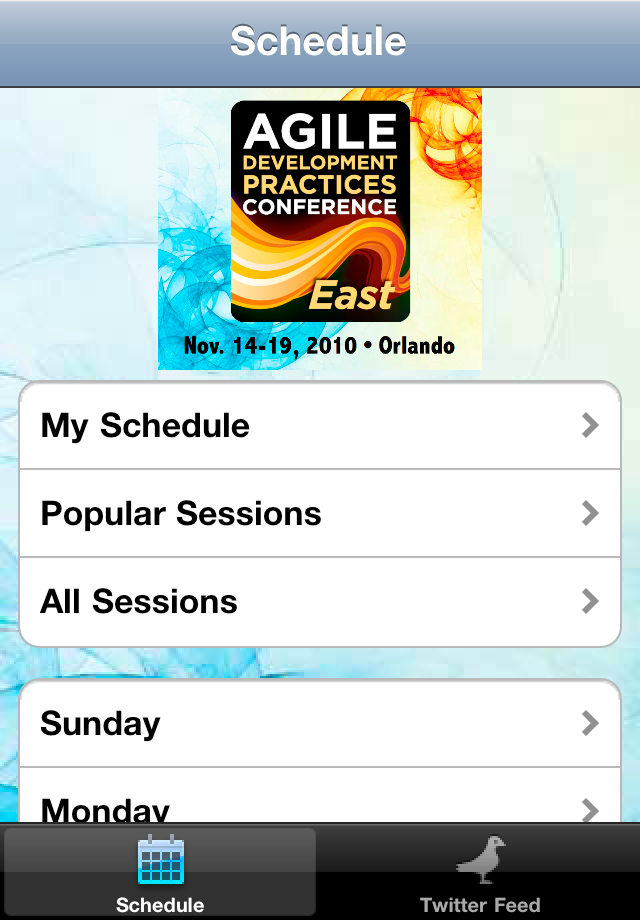 Schedule
AGILE
DEVELOPMENT
PRACTICES
CONFERENCE
East
Nov. 14-19, 2010 • Orlando
My Schedule
Popular Sessions
All Sessions
Sunday
Monday
Schedule
Twitter Feed